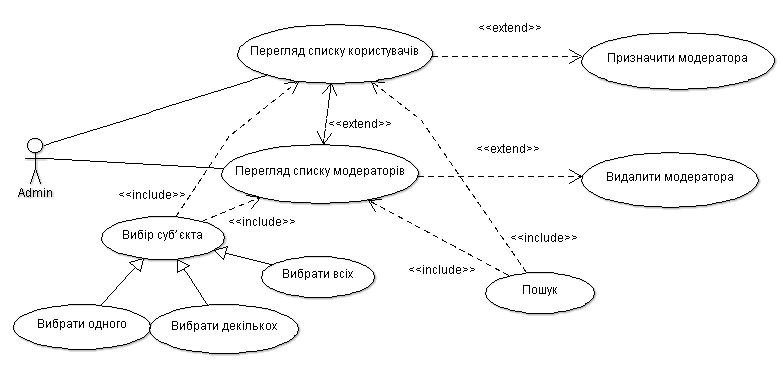 <<extend>>
Перегляд списку користувачів
Призначити модератора
<<extend>>
<<extend>>
Перегляд списку модераторів
Видалити модератора
Admin
<<include>>
<<include>>
Вибір суб'єкта
<<include>>
<<include>>
Вибрати всіх
Пошук
Вибрати одного
Вибрати декількох